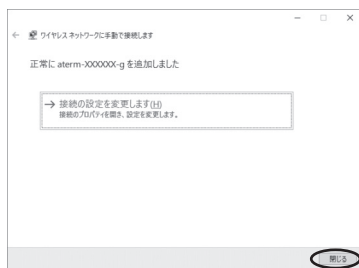 ワイヤレス ネットワークに手動で接続します
正常に aterm-XXXXXX-g を追加しました
→ 接続の設定を変更します(H)
接続のプロパティを開き、設定を変更します。
閉じる